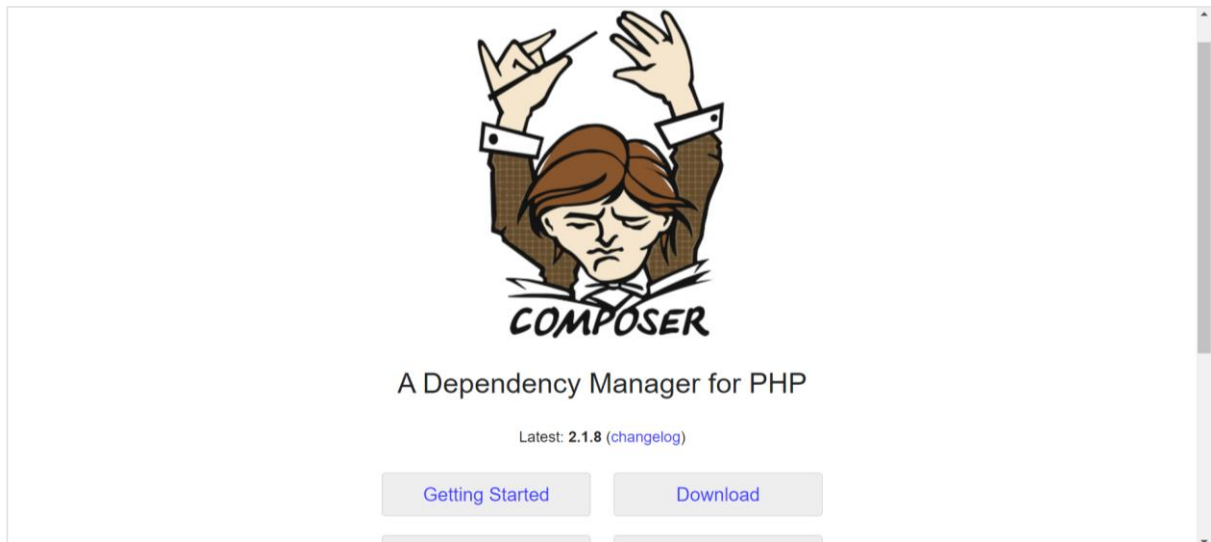 COMPOSER
A Dependency Manager for PHP
Latest: 2.1.8 (changelog)
Getting Started
Download